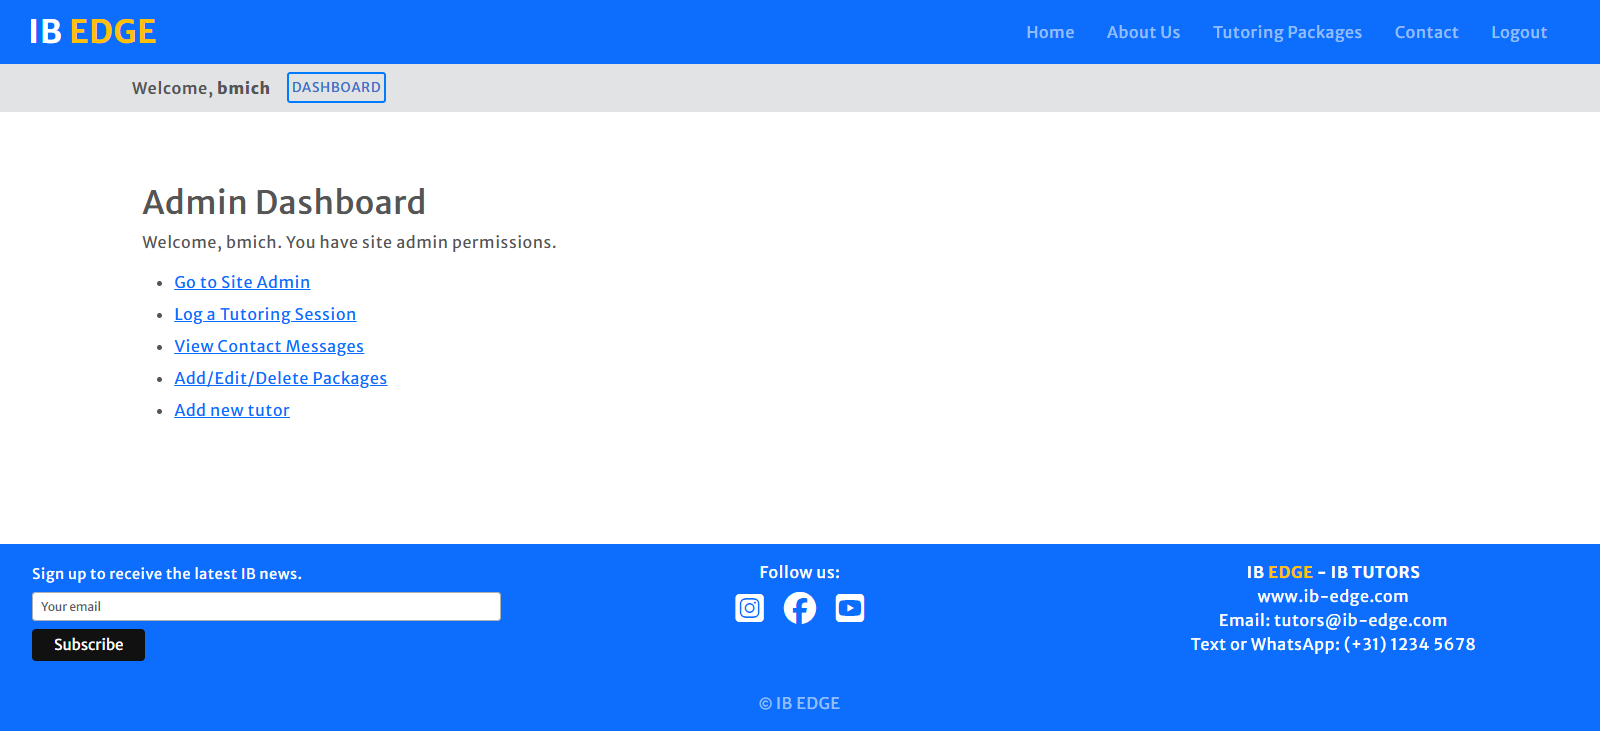 IB EDGE
Home About Us Tutoring Packages Contact Logout
Welcome, bmich DASHBOARD
Admin Dashboard
Welcome, bmich. You have site admin permissions.
Go to Site Admin
Log a Tutoring Session
View Contact Messages
Add/Edit/Delete Packages
Add new tutor
Sign up to receive the latest IB news.
Your email
Subscribe
Follow us:
IB EDGE - IB TUTORS
www.ib-edge.com
Email: tutors@ib-edge.com
Text or WhatsApp: (+31) 1234 5678
© IB EDGE